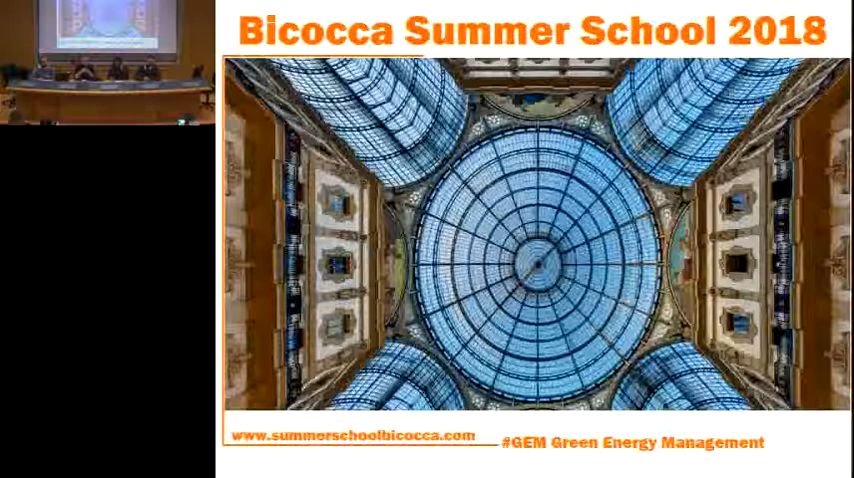 Bicocca Summer School 2018
www.summerschoolbicocca.com
#GEM Green Energy Management